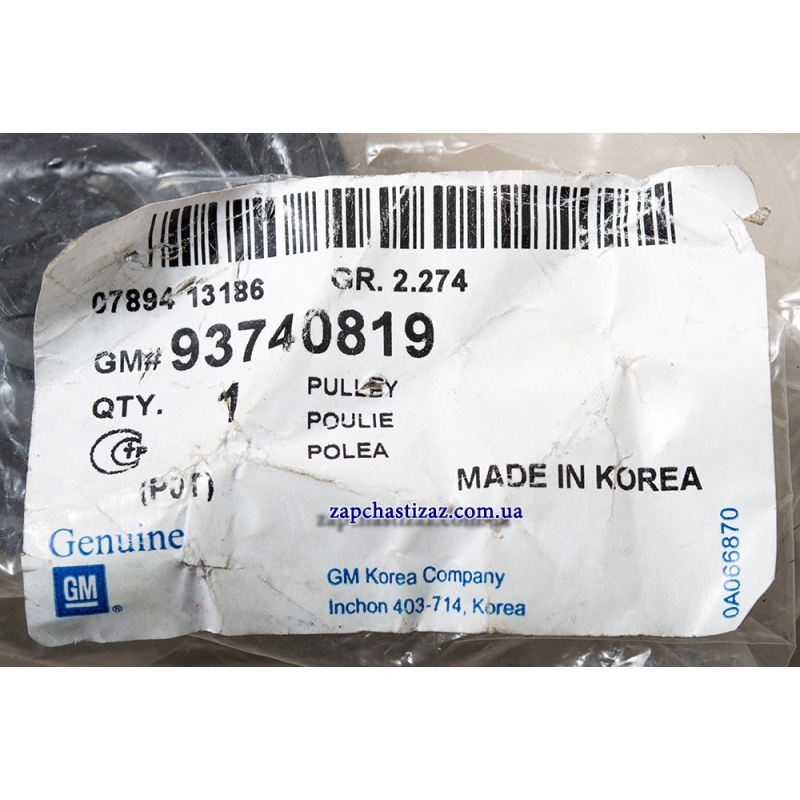 07894 13186 GR. 2.274
GM# 93740819
QTY. 1 PULLEY
POULIE
POLEA
(PJT) MADE IN KOREA
zapchastizaz.com.ua
Genuine
GM ®
GM Korea Company
Inchon 403-714, Korea
0A066870